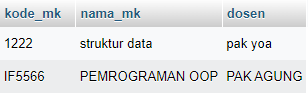 kode_mk nama_mk dosen
1222 struktur data pak yoa
IF5566 PEMROGRAMAN OOP PAK AGUNG